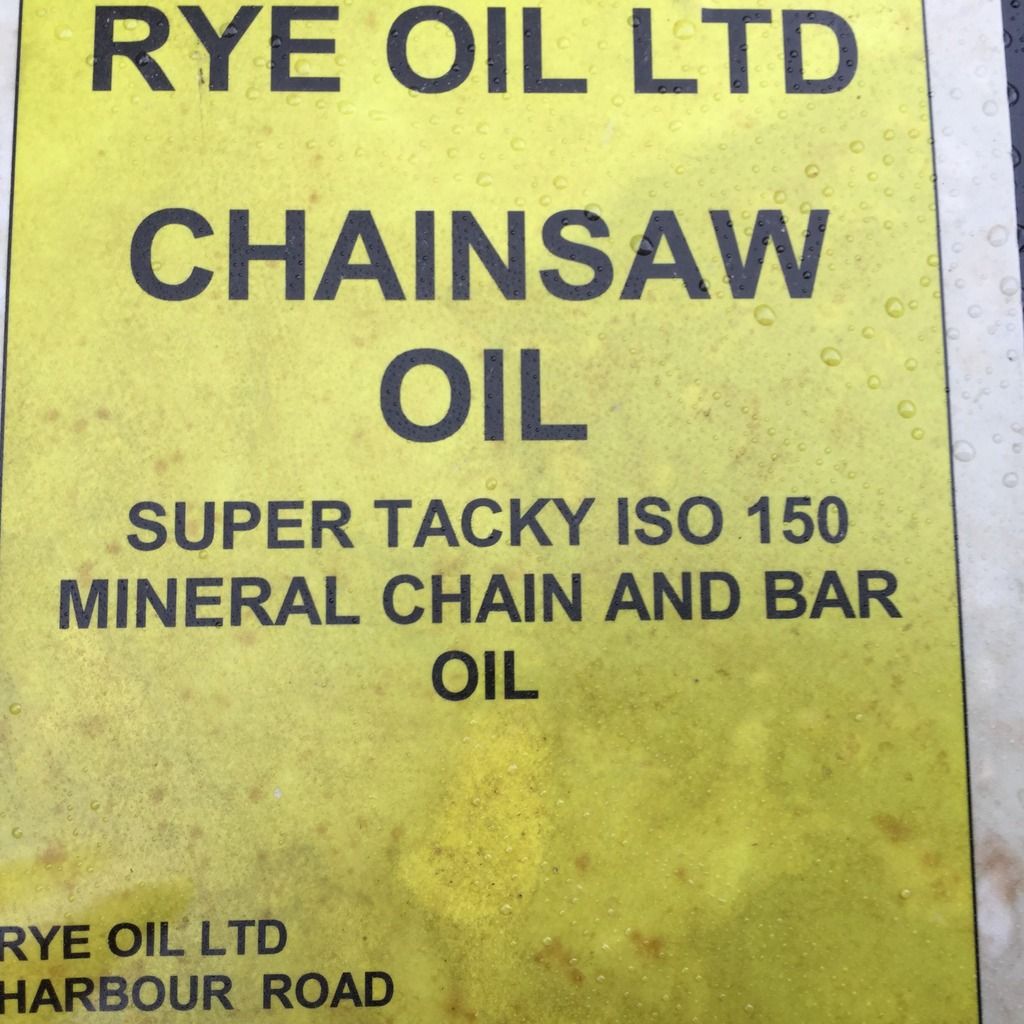 RYE OIL LTD
CHAINSAW
OIL
SUPER TACKY ISO 150
MINERAL CHAIN AND BAR
OIL
RYE OIL LTD
HARBOUR ROAD